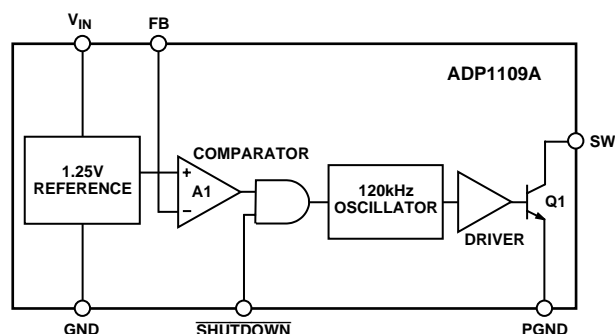 VIN
FB
ADP1109A
SW
COMPARATOR
1.25V
REFERENCE
+
A1
−
120kHz
OSCILLATOR
Q1
DRIVER
GND
SHUTDOWN
PGND